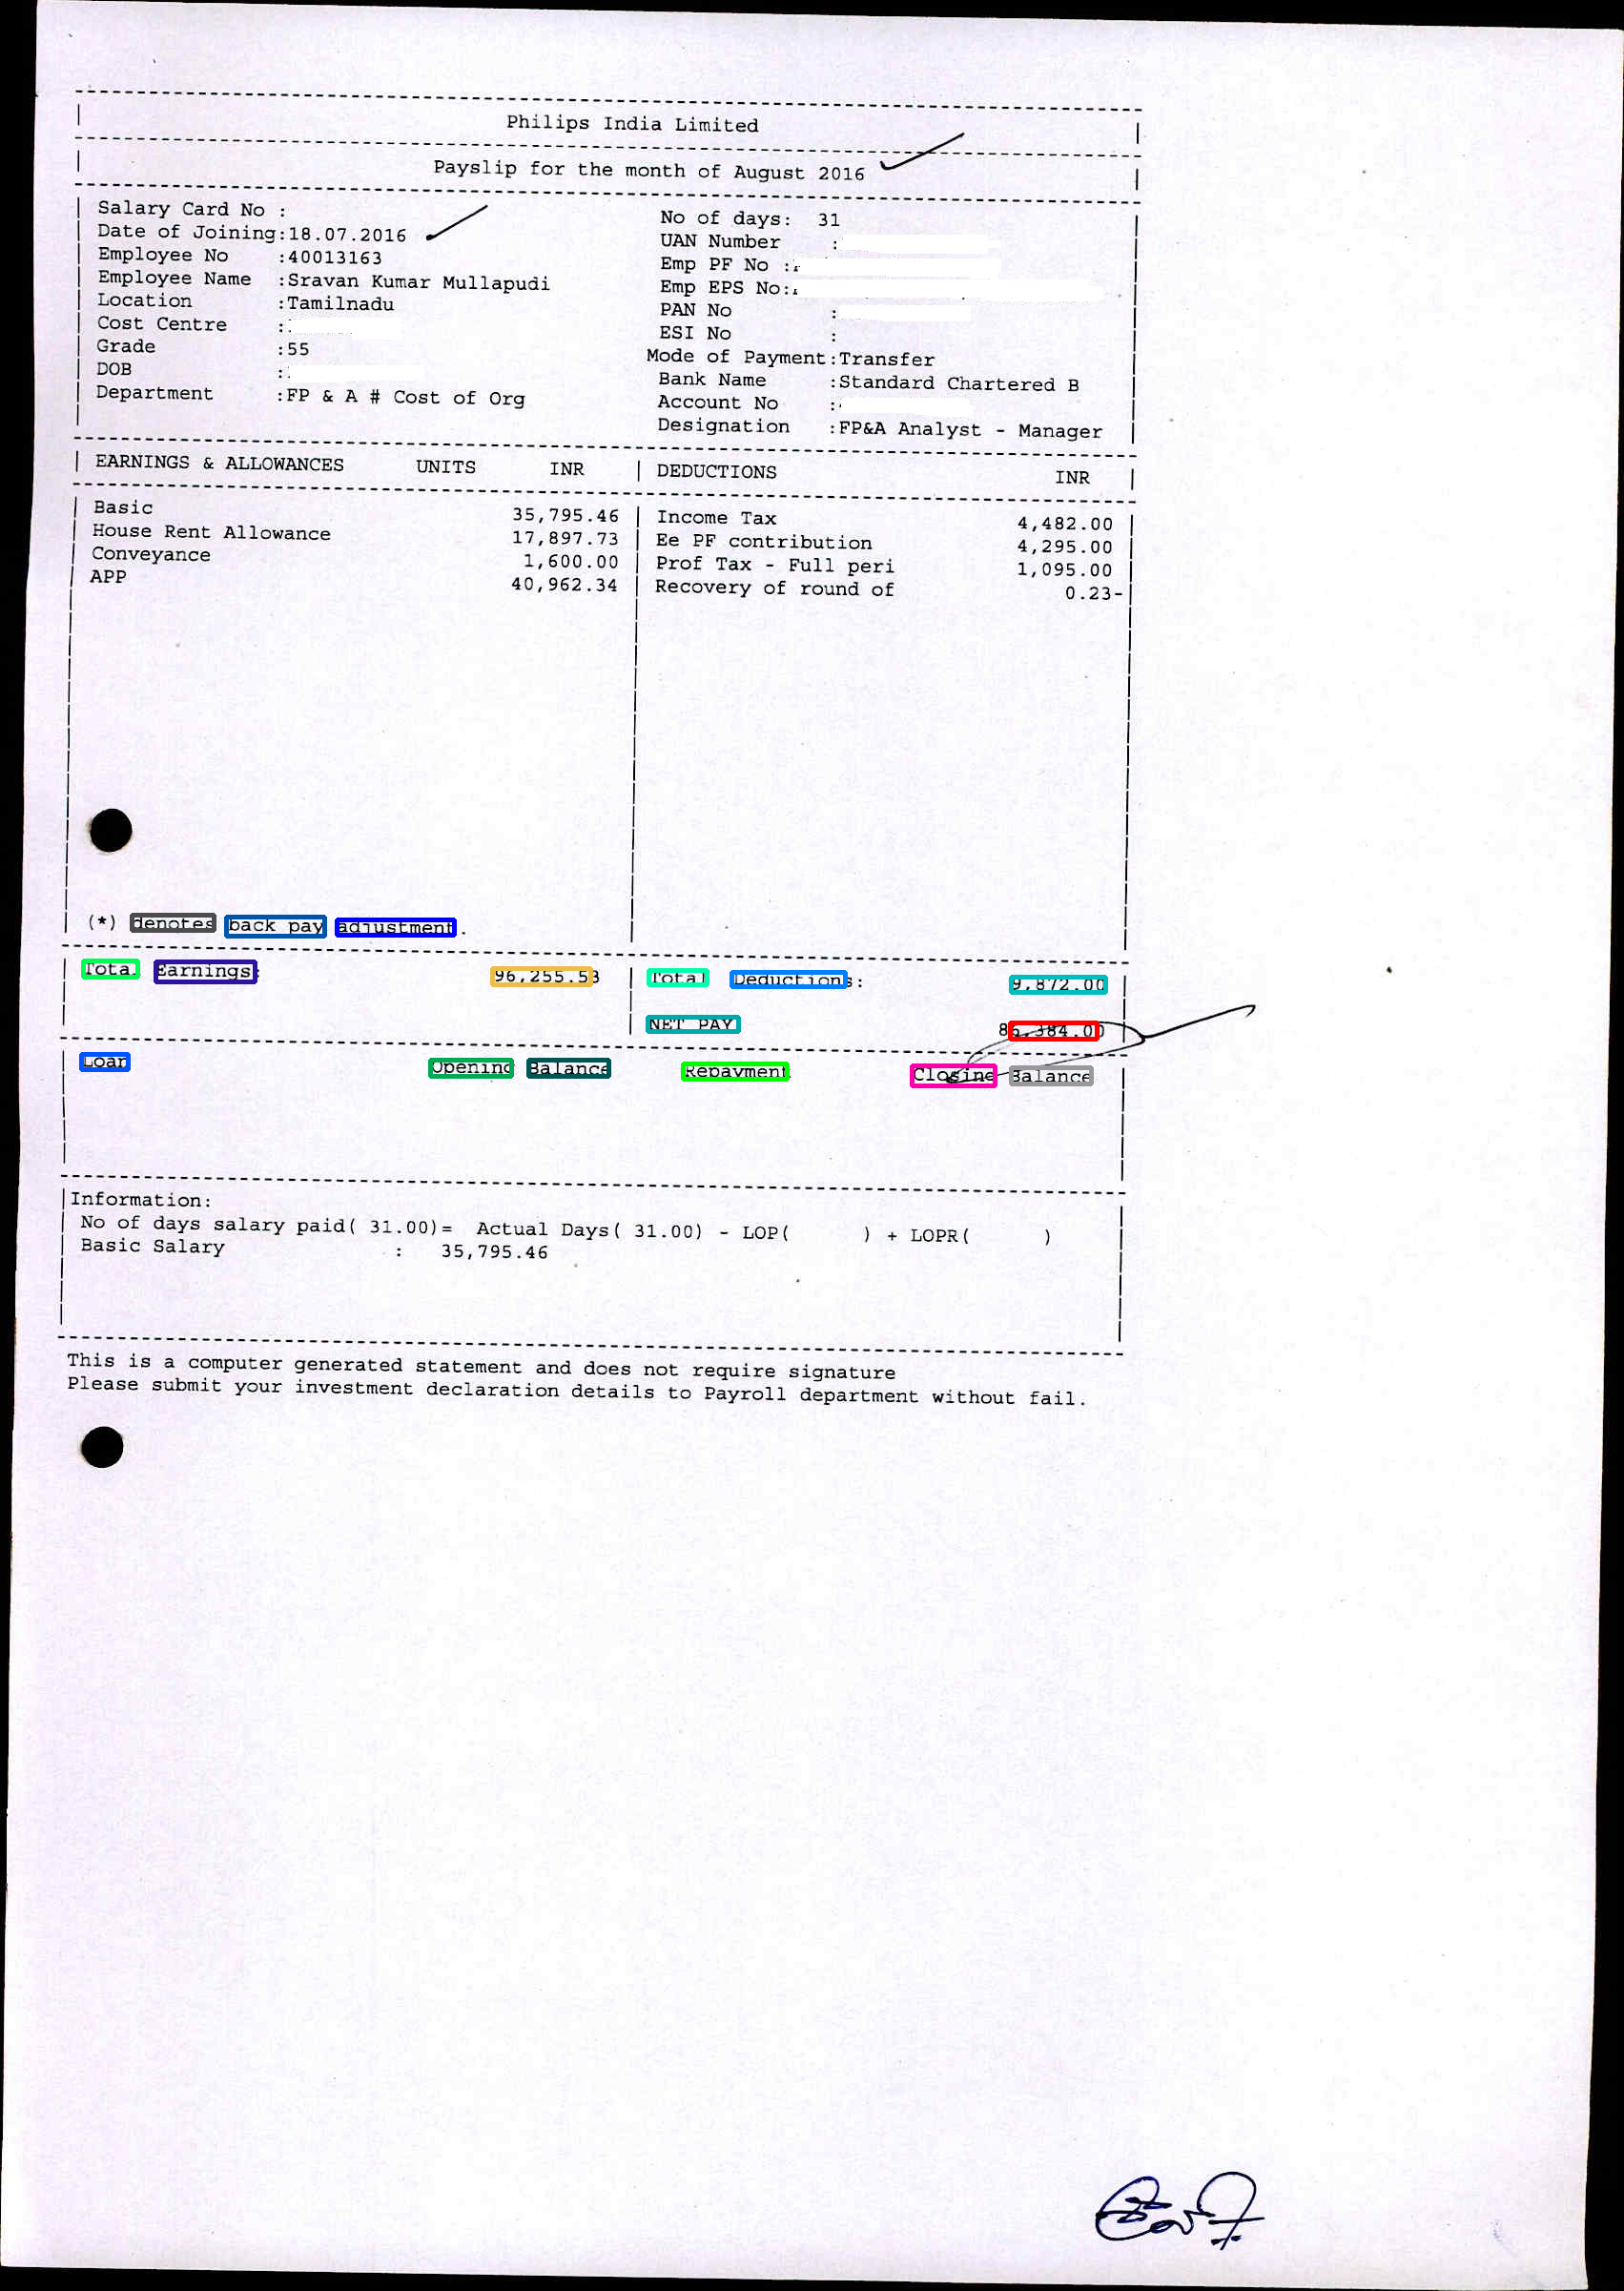 Philips India Limited
Payslip for the month of August 2016
Salary Card No :
Date of Joining:18.07.2016
Employee No :40013163
Employee Name :Sravan Kumar Mullapudi
Location :Tamilnadu
Cost Centre :
Grade :55
DOB :
Department :FP & A # Cost of Org
No of days: 31
UAN Number :
Emp PF No :
Emp EPS No:
PAN No :
ESI No :
Mode of Payment:Transfer
Bank Name :Standard Chartered B
Account No :
Designation :FP&A Analyst - Manager
EARNINGS & ALLOWANCES UNITS INR | DEDUCTIONS INR
Basic 35,795.46 | Income Tax 4,482.00
House Rent Allowance 17,897.73 | Ee PF contribution 4,295.00
Conveyance 1,600.00 | Prof Tax - Full peri 1,095.00
APP 40,962.34 | Recovery of round of 0.23-
(*) denotes back pay adjustment.
Total Earnings: 96,255.53 | Total Deductions: 9,872.00
NET PAY 86,384.00
Loan Opening Balance Repayment Closing Balance
Information:
No of days salary paid( 31.00)= Actual Days( 31.00) - LOP( ) + LOPR( )
Basic Salary : 35,795.46
This is a computer generated statement and does not require signature
Please submit your investment declaration details to Payroll department without fail.